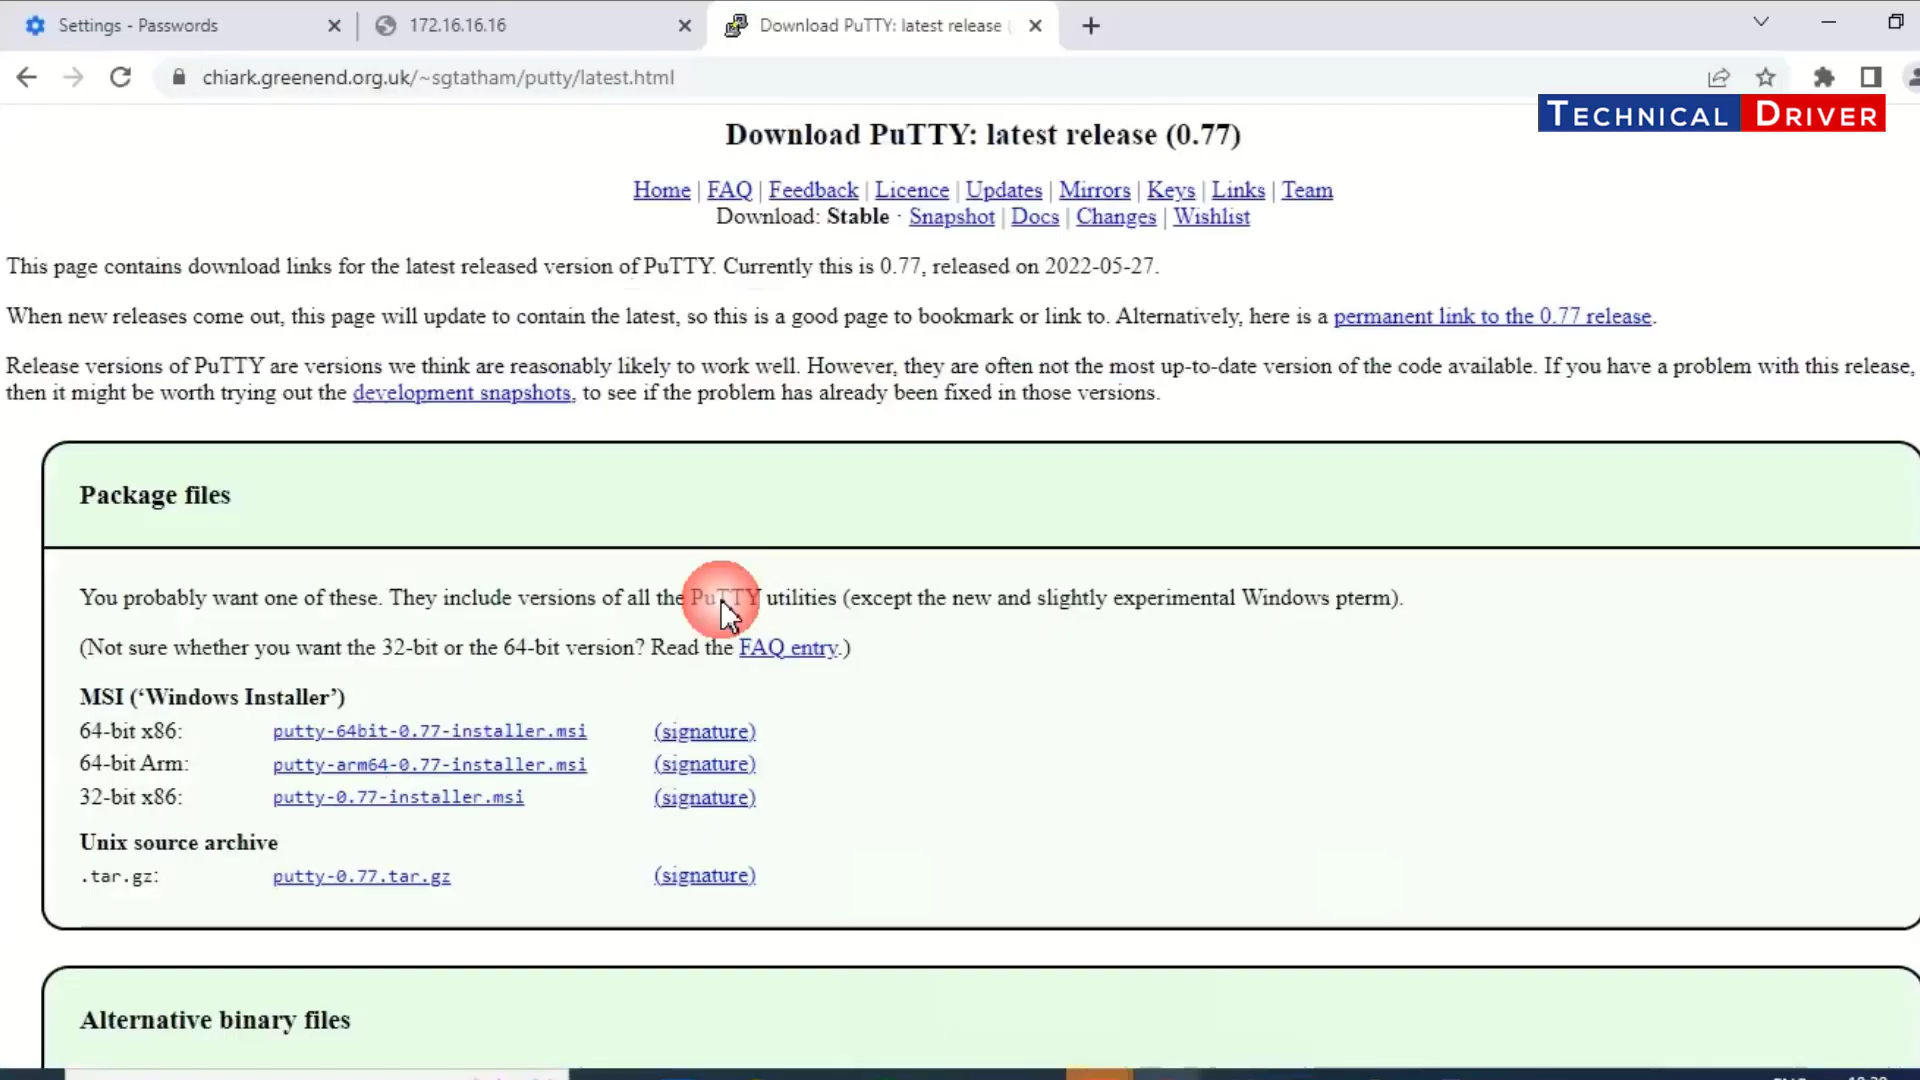 Settings - Passwords
172.16.16.16
Download PuTTY: latest release
chiark.greenend.org.uk/~sgtatham/putty/latest.html
TECHNICAL DRIVER
Download PuTTY: latest release (0.77)
Home | FAQ | Feedback | Licence | Updates | Mirrors | Keys | Links | Team
Download: Stable · Snapshot | Docs | Changes | Wishlist
This page contains download links for the latest released version of PuTTY. Currently this is 0.77, released on 2022-05-27.
When new releases come out, this page will update to contain the latest, so this is a good page to bookmark or link to. Alternatively, here is a permanent link to the 0.77 release.
Release versions of PuTTY are versions we think are reasonably likely to work well. However, they are often not the most up-to-date version of the code available. If you have a problem with this release,
then it might be worth trying out the development snapshots, to see if the problem has already been fixed in those versions.
Package files
You probably want one of these. They include versions of all the PuTTY utilities (except the new and slightly experimental Windows pterm).
(Not sure whether you want the 32-bit or the 64-bit version? Read the FAQ entry.)
MSI (‘Windows Installer’)
64-bit x86: putty-64bit-0.77-installer.msi (signature)
64-bit Arm: putty-arm64-0.77-installer.msi (signature)
32-bit x86: putty-0.77-installer.msi (signature)
Unix source archive
.tar.gz: putty-0.77.tar.gz (signature)
Alternative binary files